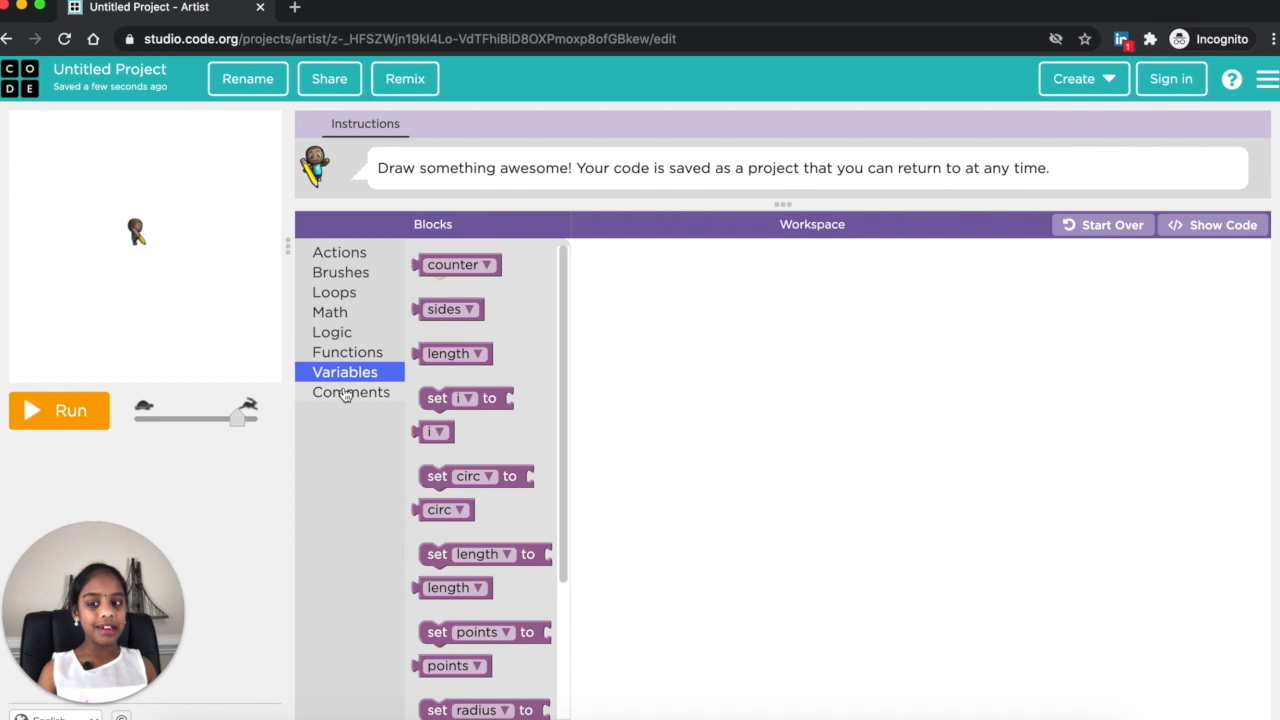 Untitled Project - Artist
studio.code.org/projects/artist/z-_HFSZWjn19kI4Lo-VdTFhiBiD8OXPmoxp8ofGBkew/edit
1
Incognito
C O
D E
Untitled Project
Saved a few seconds ago
Rename
Share
Remix
Create
Sign in
?
Instructions
Draw something awesome! Your code is saved as a project that you can return to at any time.
Blocks
Workspace
Start Over
</> Show Code
Actions
Brushes
Loops
Math
Logic
Functions
Variables
Comments
counter
sides
length
set i to
i
set circ to
circ
set length to
length
set points to
points
set radius to
Run
English